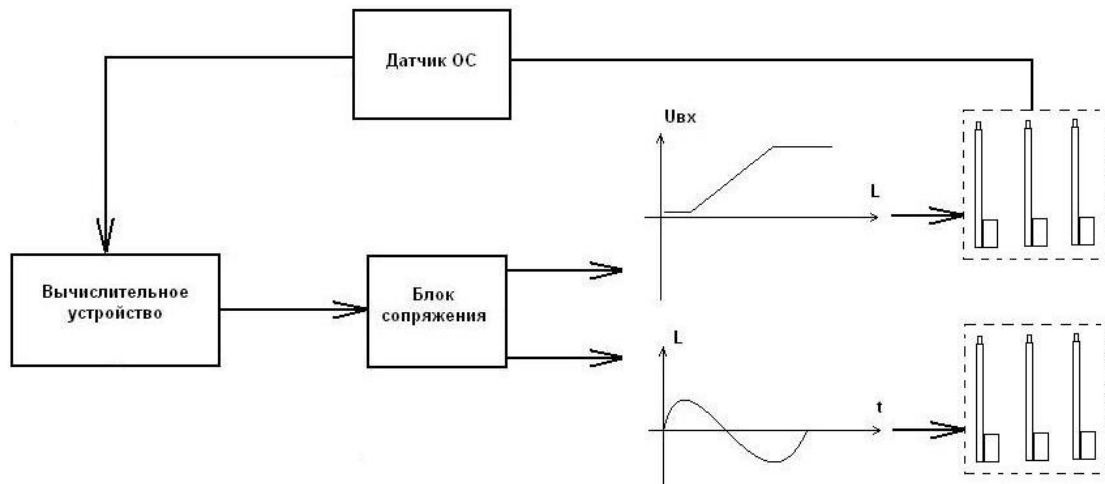 Датчик ОС
Uвх
L
Вычислительное
устройство
Блок
сопряжения
L
t